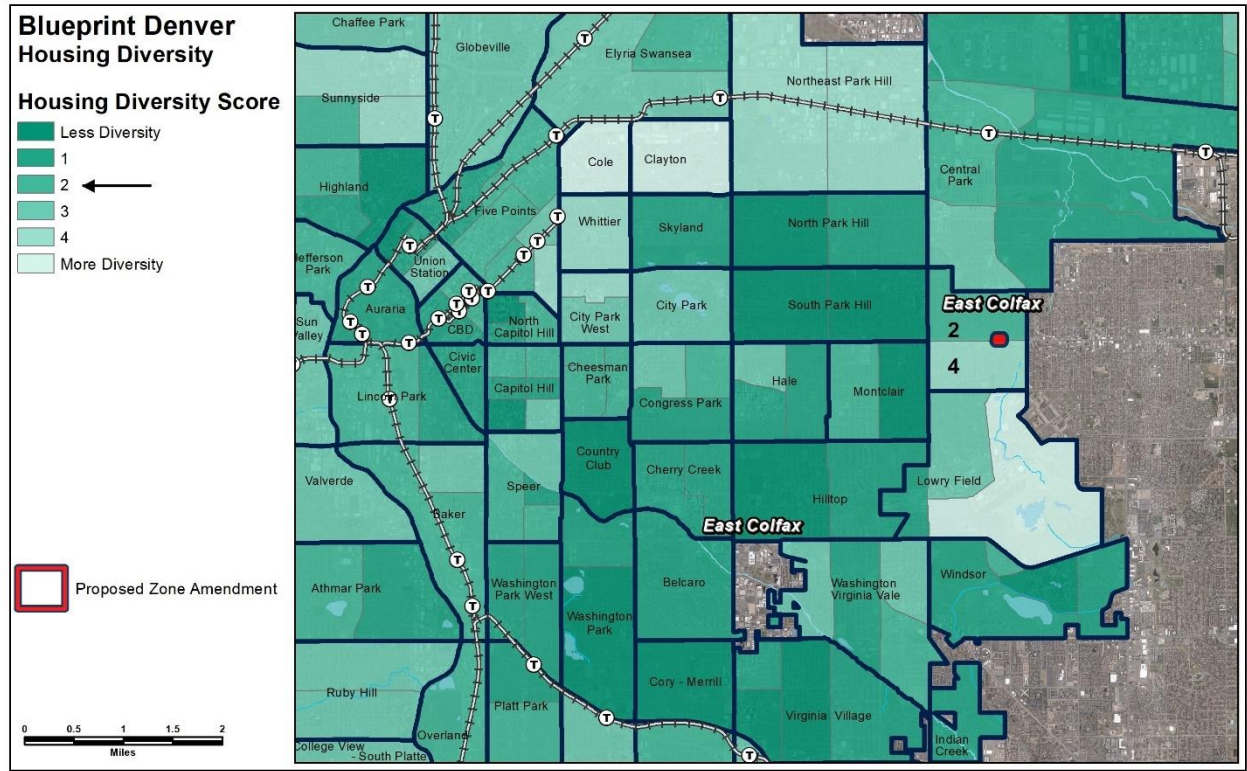 Blueprint Denver
Housing Diversity
Housing Diversity Score
Less Diversity
1
2
3
4
More Diversity
Proposed Zone Amendment
0 0.5 1 1.5 2
Miles
Chaffee Park
Globeville
Elyria Swansea
Northeast Park Hill
Sunnyside
T
T
T
T
T
T
Cole
Clayton
Central
Park
Highland
Five Points
T
Whittier
Skyland
North Park Hill
T
T
T
Jefferson
Park
Union
Station
T
T
T
T
T
T
T
Auraria
City Park
South Park Hill
East Colfax
Sun
Valley
T
T
CBD
North
Capitol Hill
City Park
West
2
T
4
Civic
Center
Capitol Hill
Cheesman
Park
Hale
Montclair
Lincoln Park
T
Congress Park
Country
Club
Cherry Creek
Valverde
Speer
Hilltop
Lowry Field
Baker
East Colfax
T
Athmar Park
Washington
Park West
Belcaro
Washington
Virginia Vale
Windsor
T
Washington
Park
T
Ruby Hill
Cory - Merrill
Platt Park
T
Virginia Village
Overland
College View
- South Platte
T
Indian
Creek